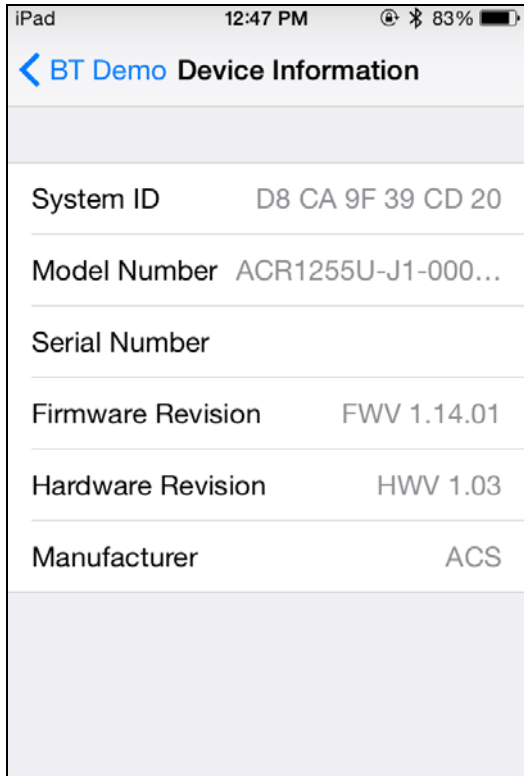 iPad 12:47 PM 83%
BT Demo Device Information
System ID D8 CA 9F 39 CD 20
Model Number ACR1255U-J1-000...
Serial Number
Firmware Revision FWV 1.14.01
Hardware Revision HWV 1.03
Manufacturer ACS